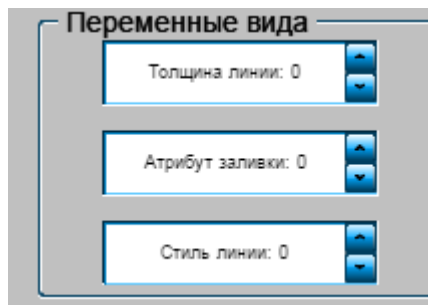 Переменные вида
Толщина линии: 0
Атрибут заливки: 0
Стиль линии: 0